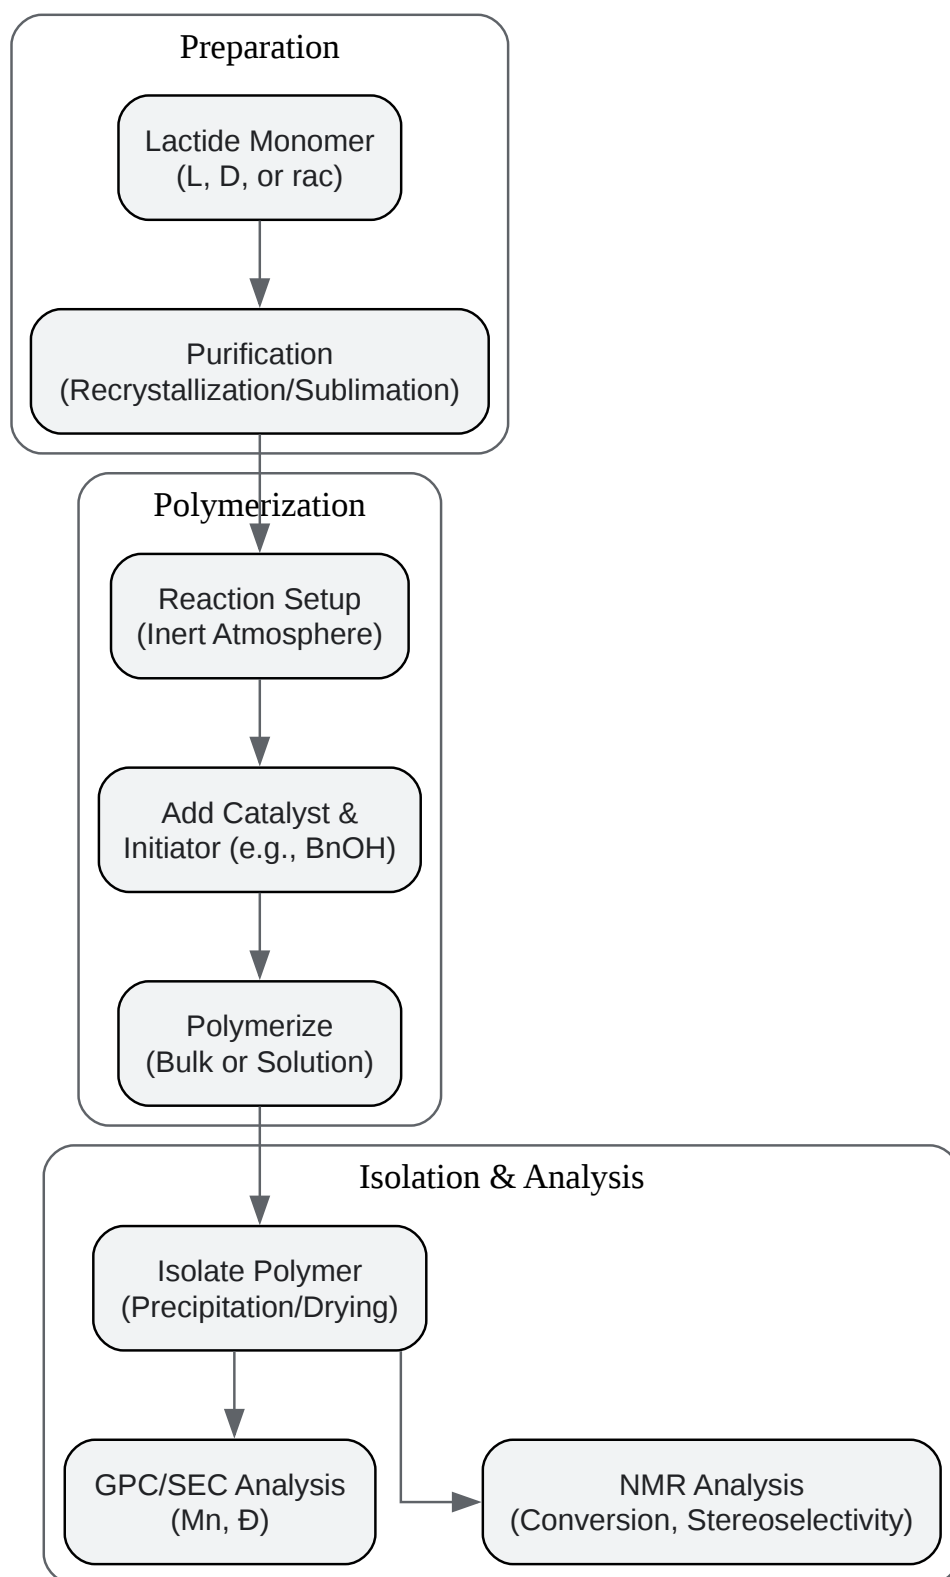 Preparation
Lactide Monomer
(L, D, or rac)
Purification
(Recrystallization/Sublimation)
Polymerization
Reaction Setup
(Inert Atmosphere)
Add Catalyst &
Initiator (e.g., BnOH)
Polymerize
(Bulk or Solution)
Isolation & Analysis
Isolate Polymer
(Precipitation/Drying)
GPC/SEC Analysis
(Mn, Đ)
NMR Analysis
(Conversion, Stereoselectivity)